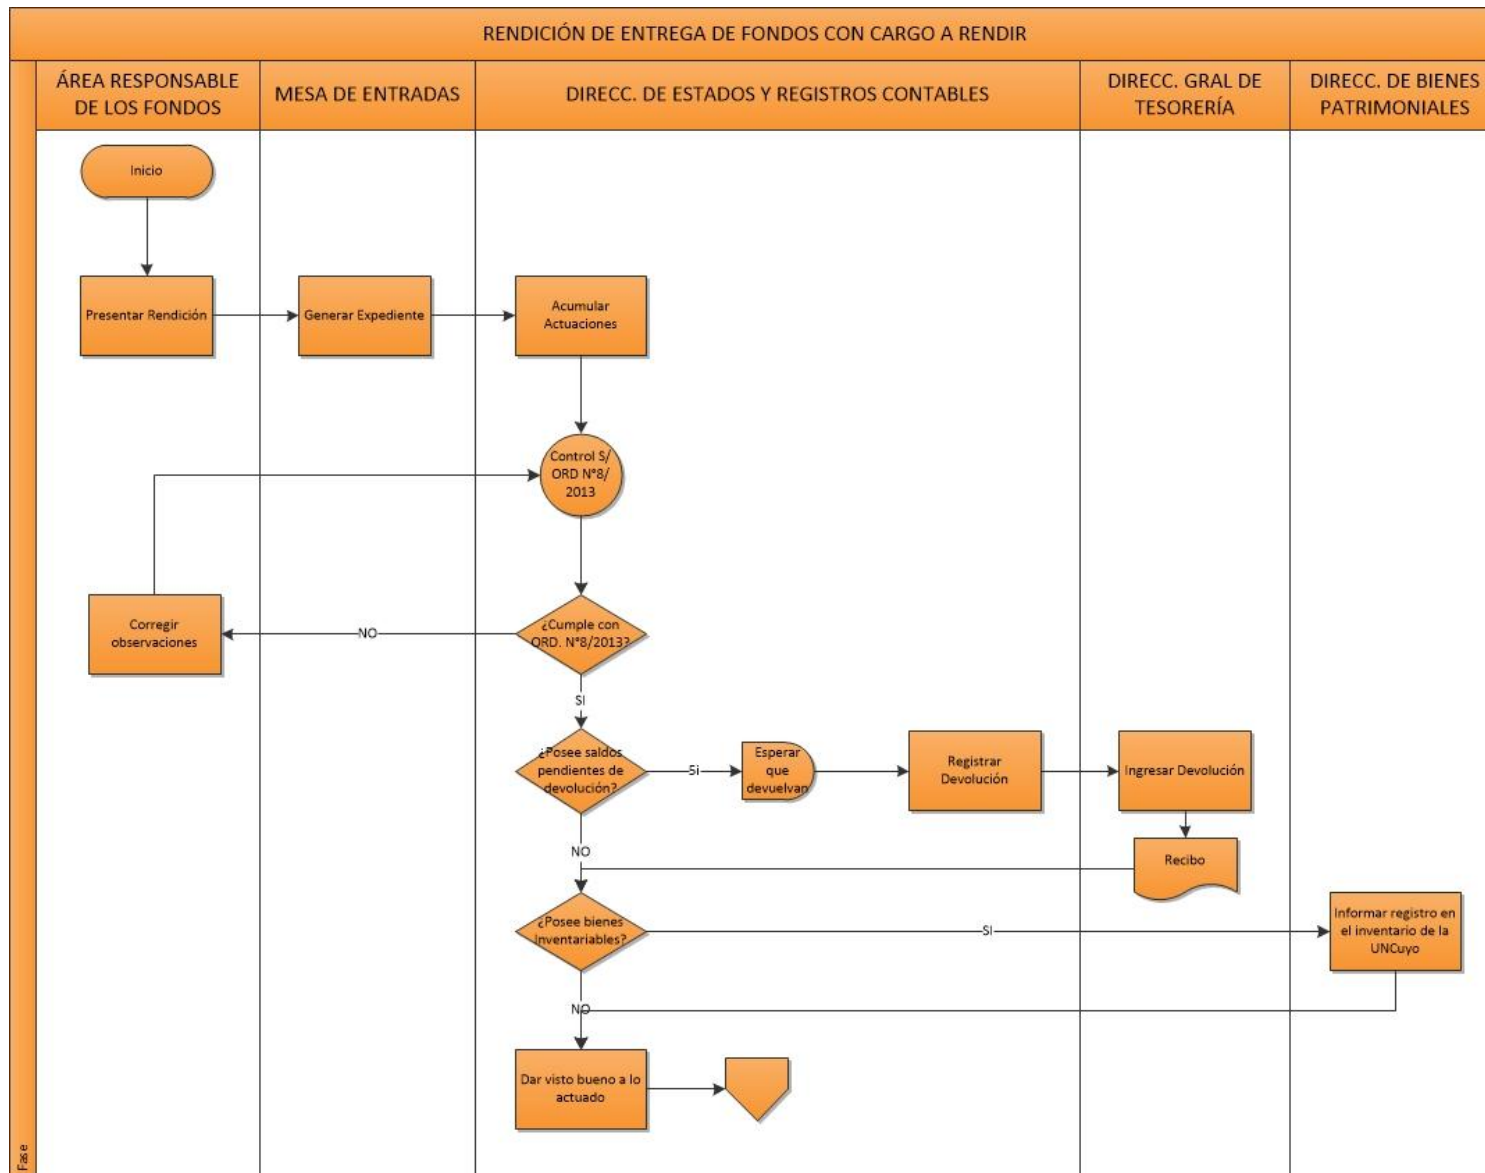 RENDICIÓN DE ENTREGA DE FONDOS CON CARGO A RENDIR
ÁREA RESPONSABLE
DE LOS FONDOS
MESA DE ENTRADAS
DIRECC. DE ESTADOS Y REGISTROS CONTABLES
DIRECC. GRAL DE
TESORERÍA
DIRECC. DE BIENES
PATRIMONIALES
Inicio
Presentar Rendición
Generar Expediente
Acumular
Actuaciones
Control S/
ORD N°8/
2013
Corregir
observaciones
NO
¿Cumple con
ORD. N°8/2013?
SI
¿Posee saldos
pendientes de
devolución?
Si
Esperar
que
devuelvan
Registrar
Devolución
Ingresar Devolución
NO
Recibo
¿Posee bienes
Inventariables?
SI
Informar registro en
el inventario de la
UNCuyo
NO
Dar visto bueno a lo
actuado
Fase